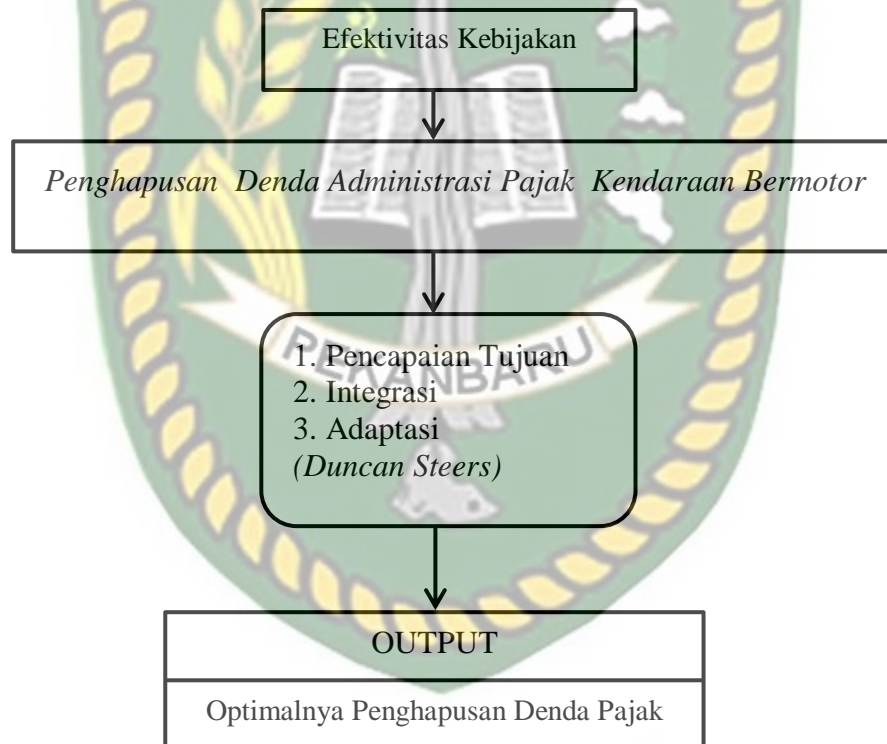 Efektivitas Kebijakan
Penghapusan Denda Administrasi Pajak Kendaraan Bermotor
1. Pencapaian Tujuan
2. Integrasi
3. Adaptasi
(Duncan Steers)
PEKANBARU
OUTPUT
Optimalnya Penghapusan Denda Pajak